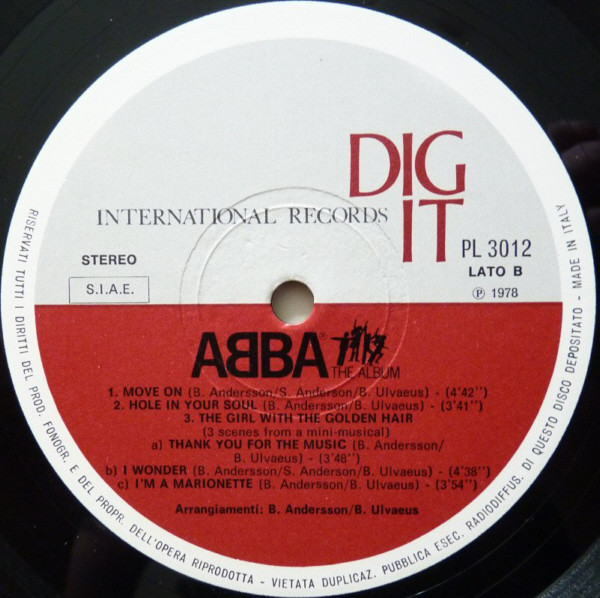 DIG
IT
INTERNATIONAL RECORDS
PL 3012
STEREO
LATO B
S.I.A.E.
Ⓟ 1978
ABBA®
THE ALBUM
1. MOVE ON (B. Andersson/S. Anderson/B. Ulvaeus) - (4'42'')
2. HOLE IN YOUR SOUL (B. Andersson/B. Ulvaeus) - (3'41'')
3. THE GIRL WITH THE GOLDEN HAIR
(3 scenes from a mini-musical)
a) THANK YOU FOR THE MUSIC (B. Andersson/
B. Ulvaeus) - (3'48'')
b) I WONDER (B. Andersson/S. Anderson/B. Ulvaeus) - (4'38'')
c) I'M A MARIONETTE (B. Andersson/B. Ulvaeus) - (3'54'')
Arrangiamenti: B. Andersson/B. Ulvaeus
RISERVATI TUTTI I DIRITTI DEL PROD. FONOGR. E DEL PROPR. DELL'OPERA RIPRODOTTA - VIETATA DUPLICAZ. PUBBLICA ESEC. RADIODIFFUS. DI QUESTO DISCO DEPOSITATO - MADE IN ITALY